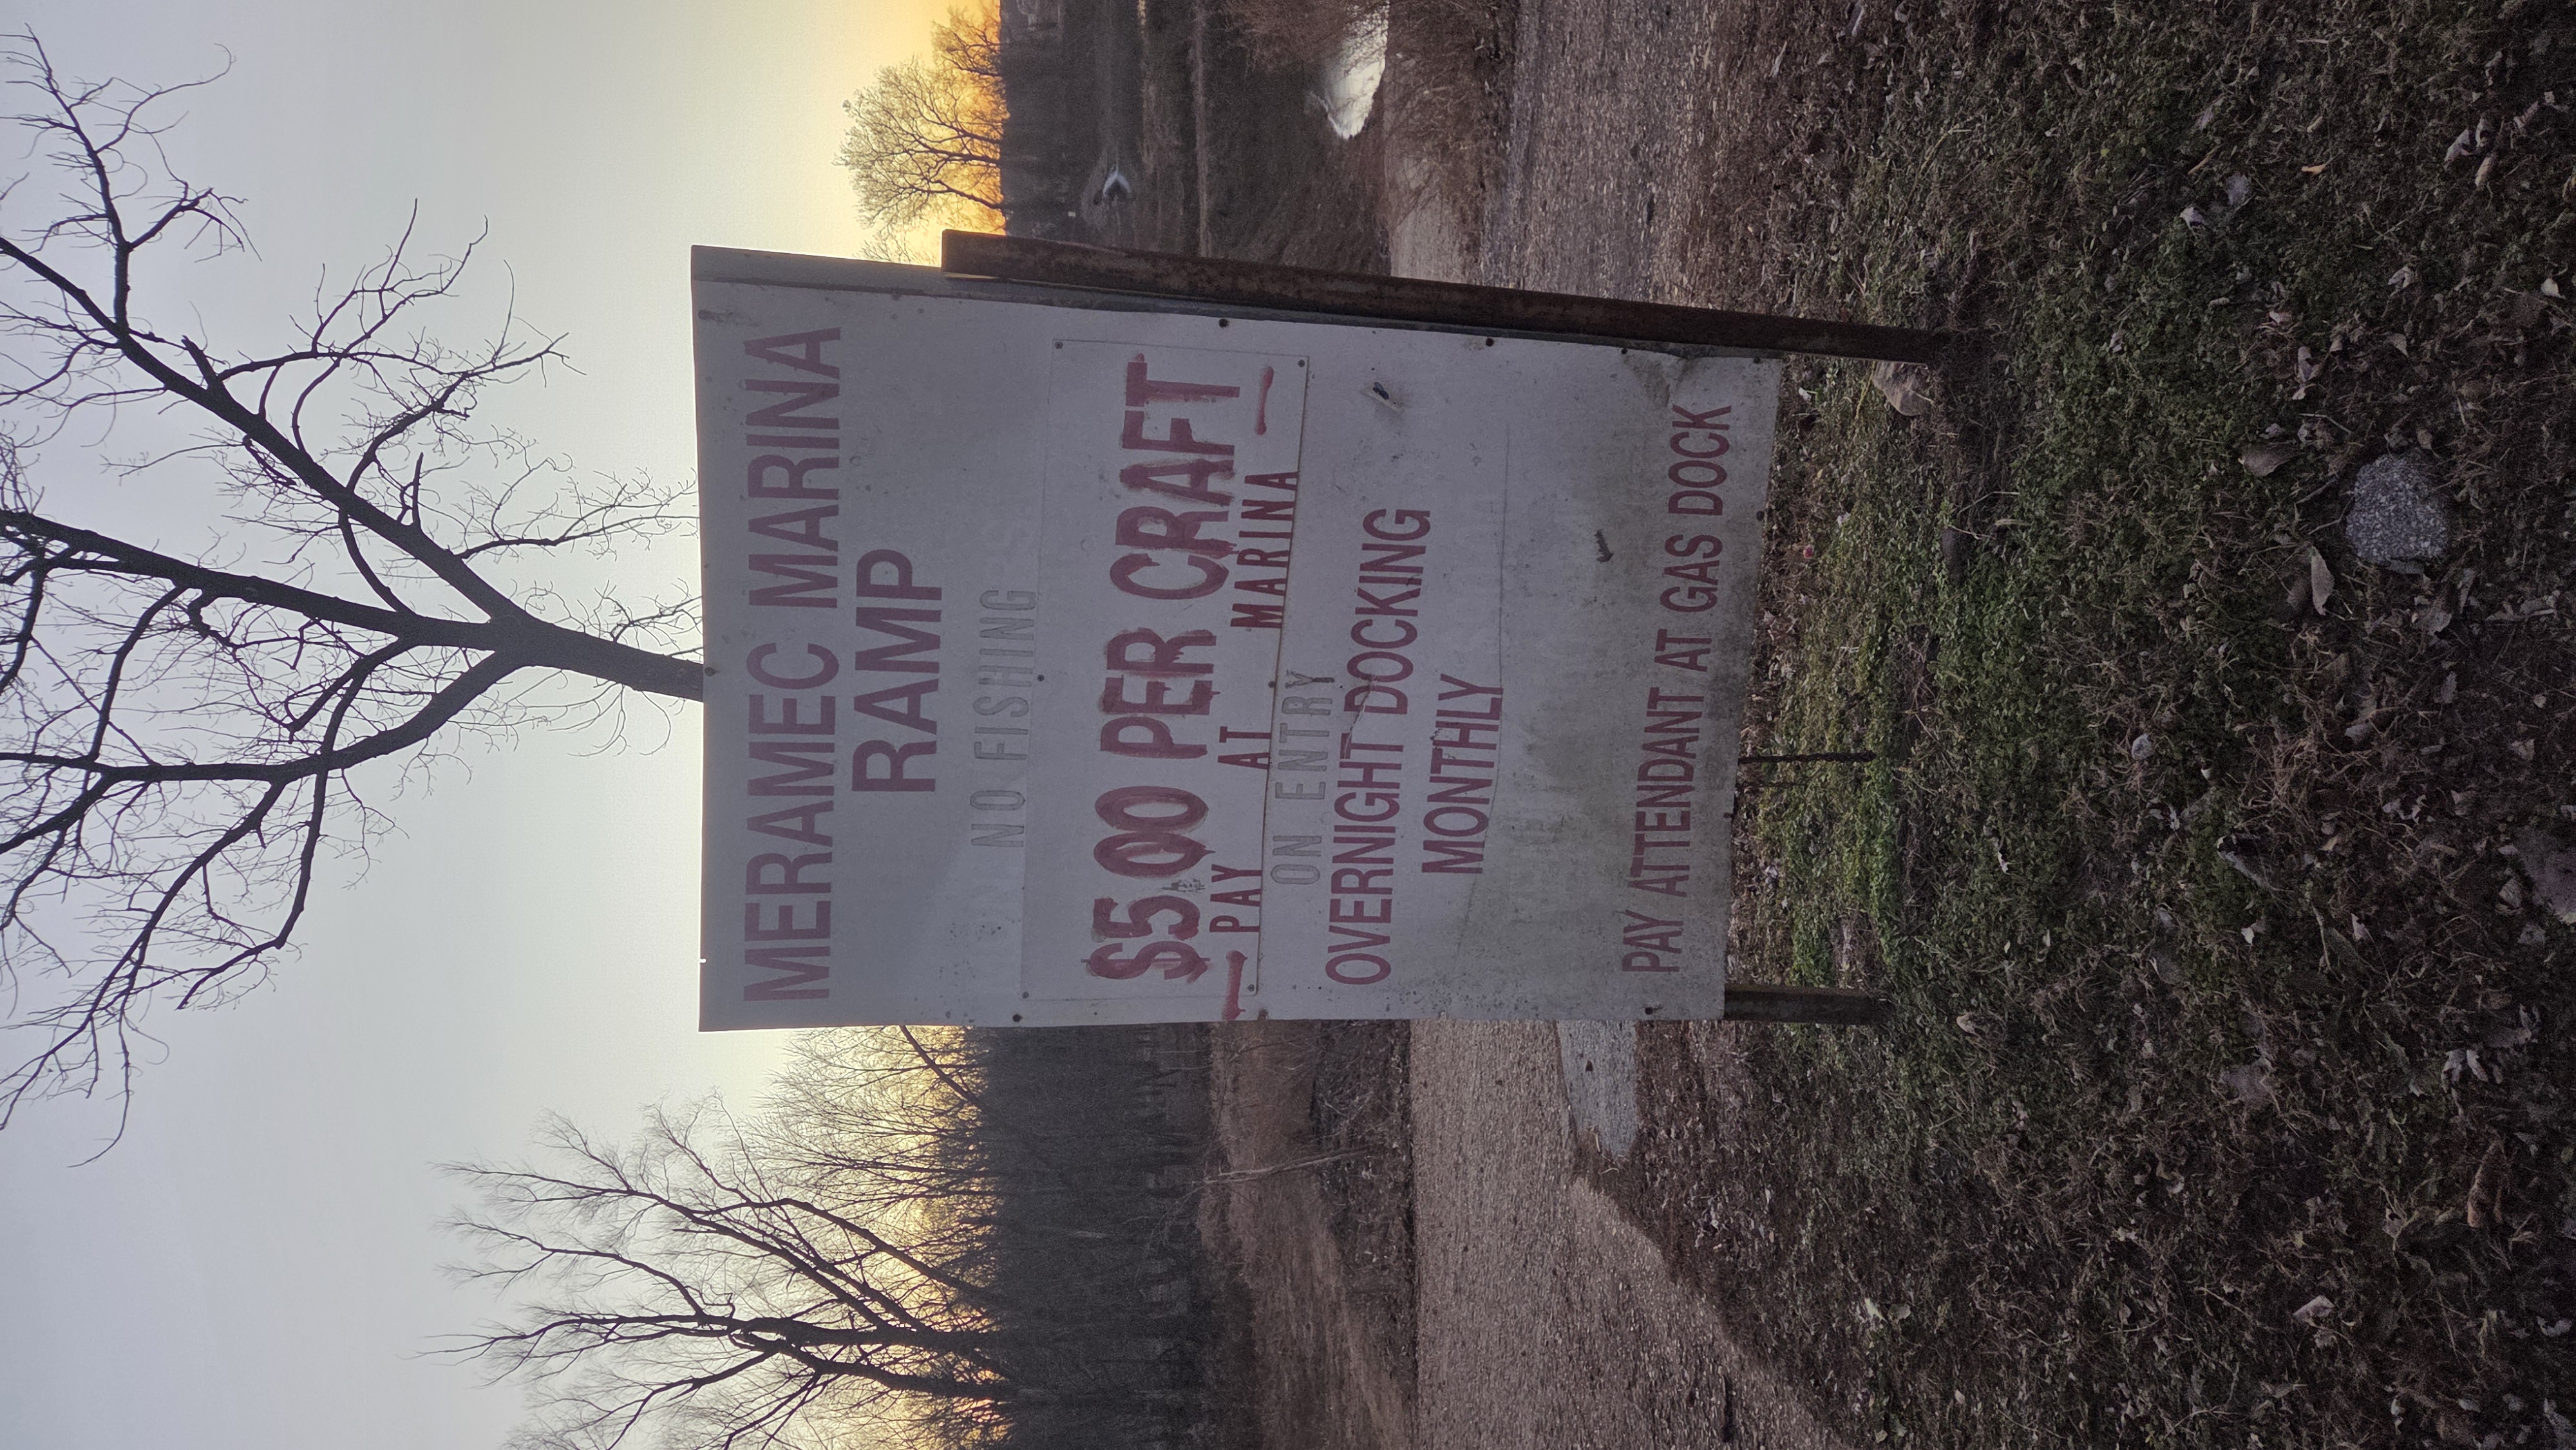 MERAMEC MARINA
RAMP
NO FISHING
$5.00 PER CRAFT
- PAY AT MARINA -
ON ENTRY
OVERNIGHT DOCKING
MONTHLY
PAY ATTENDANT AT GAS DOCK